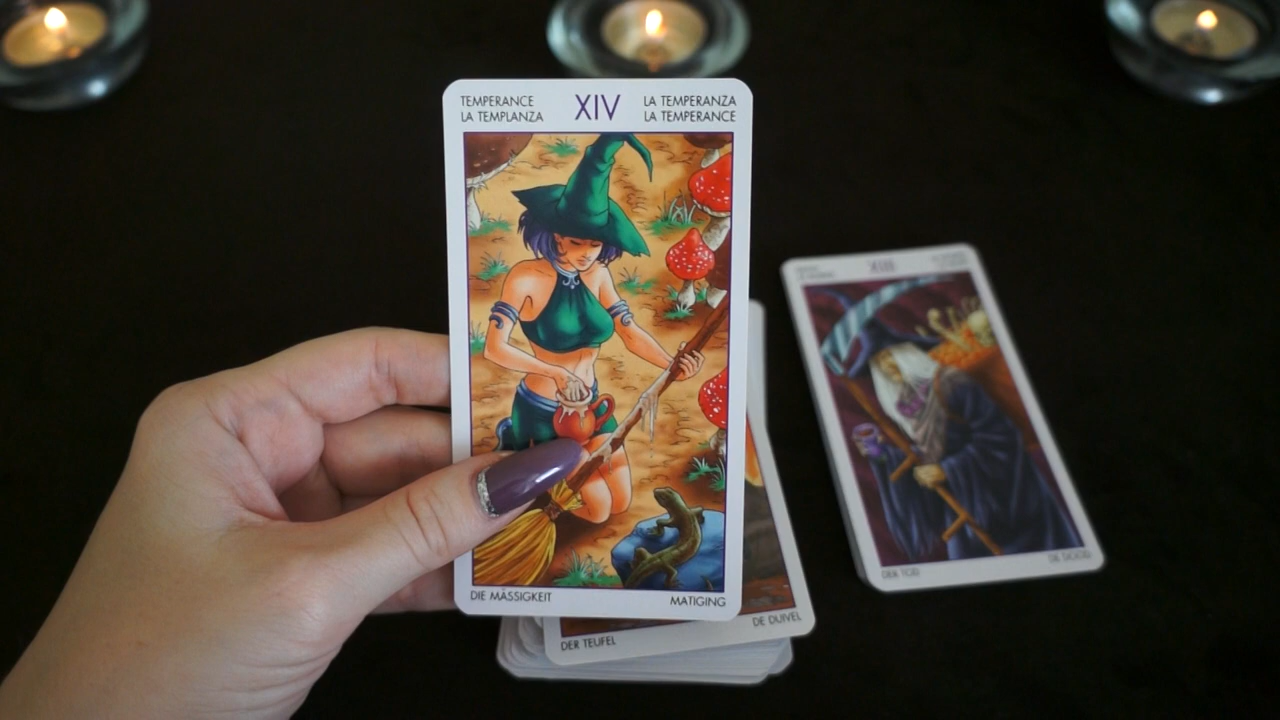 TEMPERANCE
LA TEMPLANZA
XIV
LA TEMPERANZA
LA TEMPERANCE
DIE MÄSSIGKEIT
MATIGING
DER TEUFEL
DE DUIVEL
XIII
DER TOD
DE DOOD